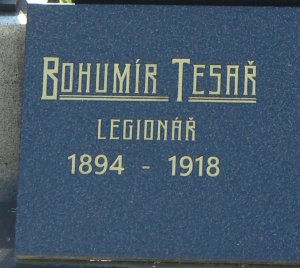 Bohumír Tesař
LEGIONÁŘ
1894 - 1918